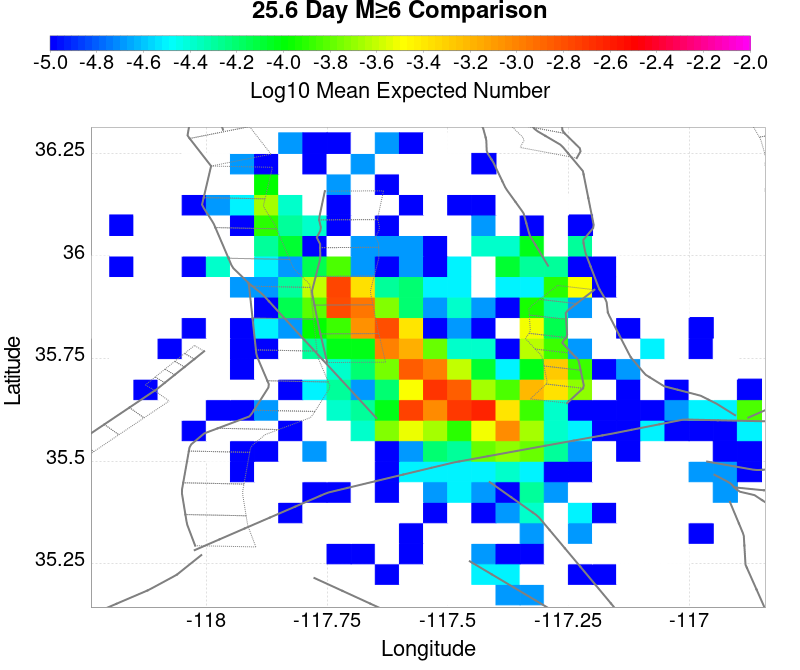 25.6 Day M≥6 Comparison
-5.0 -4.8 -4.6 -4.4 -4.2 -4.0 -3.8 -3.6 -3.4 -3.2 -3.0 -2.8 -2.6 -2.4 -2.2 -2.0
Log10 Mean Expected Number
36.25
36
35.75
35.5
35.25
Latitude
-118 -117.75 -117.5 -117.25 -117
Longitude